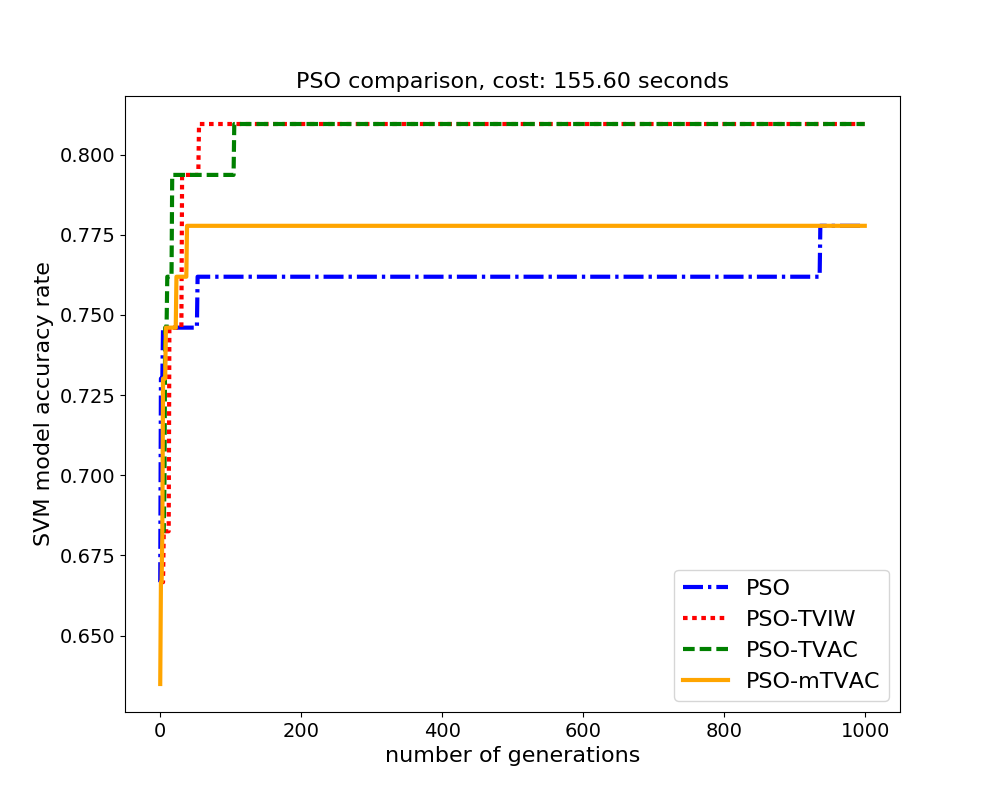 PSO comparison, cost: 155.60 seconds
SVM model accuracy rate
0.800
0.775
0.750
0.725
0.700
0.675
0.650
0 200 400 600 800 1000
number of generations
PSO
PSO-TVIW
PSO-TVAC
PSO-mTVAC